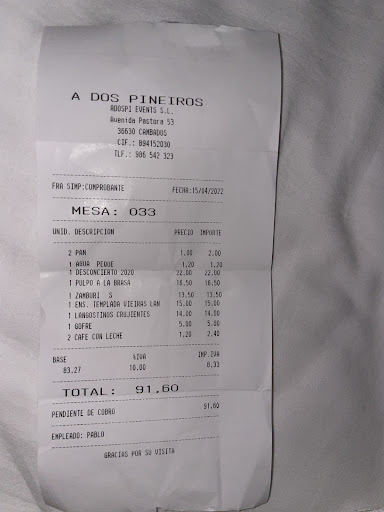 A DOS PINEIROS
ADOSPI EVENTS S.L.
Avenida Pastora 53
36630 CAMBADOS
CIF.: B94152030
TLF.: 986 542 323
FRA SIMP:COMPROBANTE FECHA:15/04/2022
MESA: 033
UNID. DESCRIPCION PRECIO IMPORTE
2 PAN 1,00 2,00
1 AGUA PEQUE 1,20 1,20
1 DESCONCIERTO 2020 22,00 22,00
1 PULPO A LA BRASA 16,50 16,50
1 ZAMBURI S 13,50 13,50
1 ENS. TEMPLADA VIEIRAS LAN 15,00 15,00
1 LANGOSTINOS CRUJIENTES 14,00 14,00
1 GOFRE 5,00 5,00
2 CAFE CON LECHE 1,20 2,40
BASE %IVA IMP.IVA
83,27 10,00 8,33
TOTAL: 91,60
PENDIENTE DE COBRO 91,60
EMPLEADO: PABLO
GRACIAS POR SU VISITA